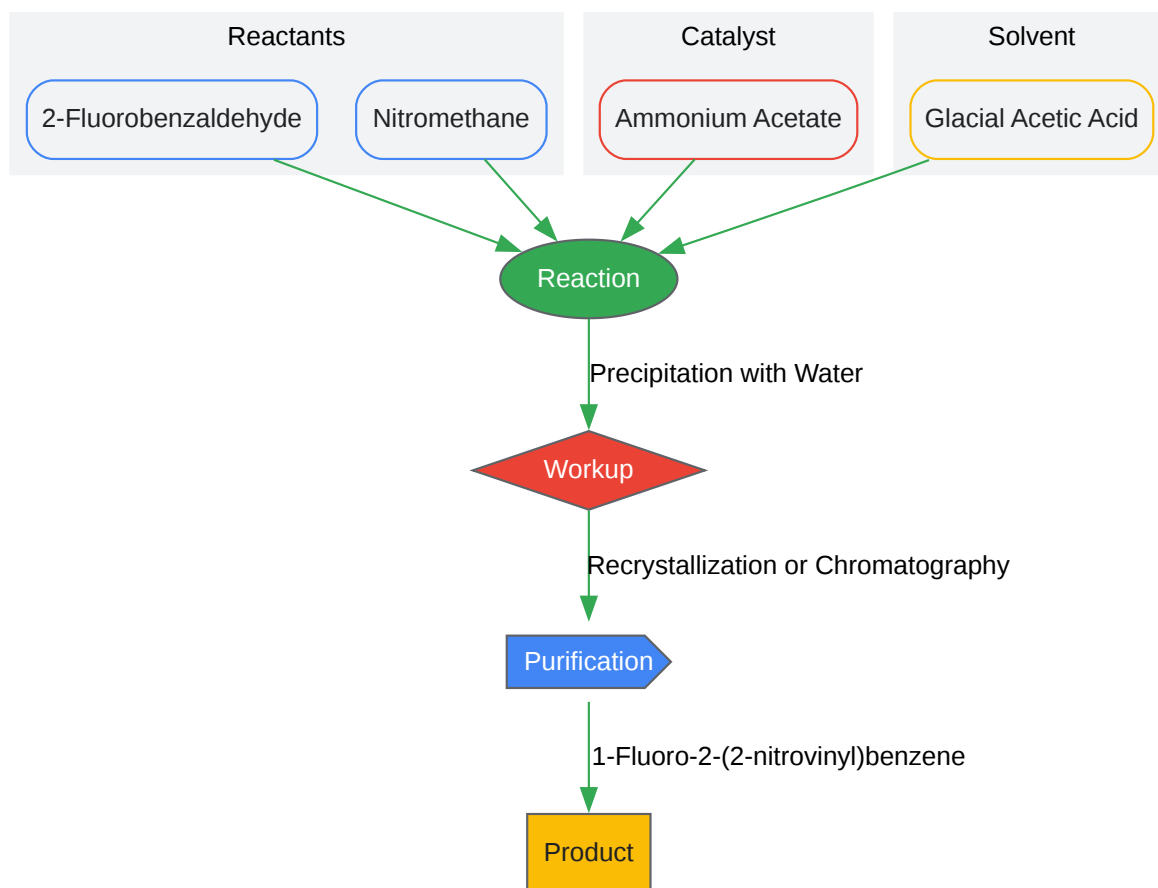 Reactants
Catalyst
Solvent
2-Fluorobenzaldehyde
Nitromethane
Ammonium Acetate
Glacial Acetic Acid
Reaction
Precipitation with Water
Workup
Recrystallization or Chromatography
Purification
1-Fluoro-2-(2-nitrovinyl)benzene
Product